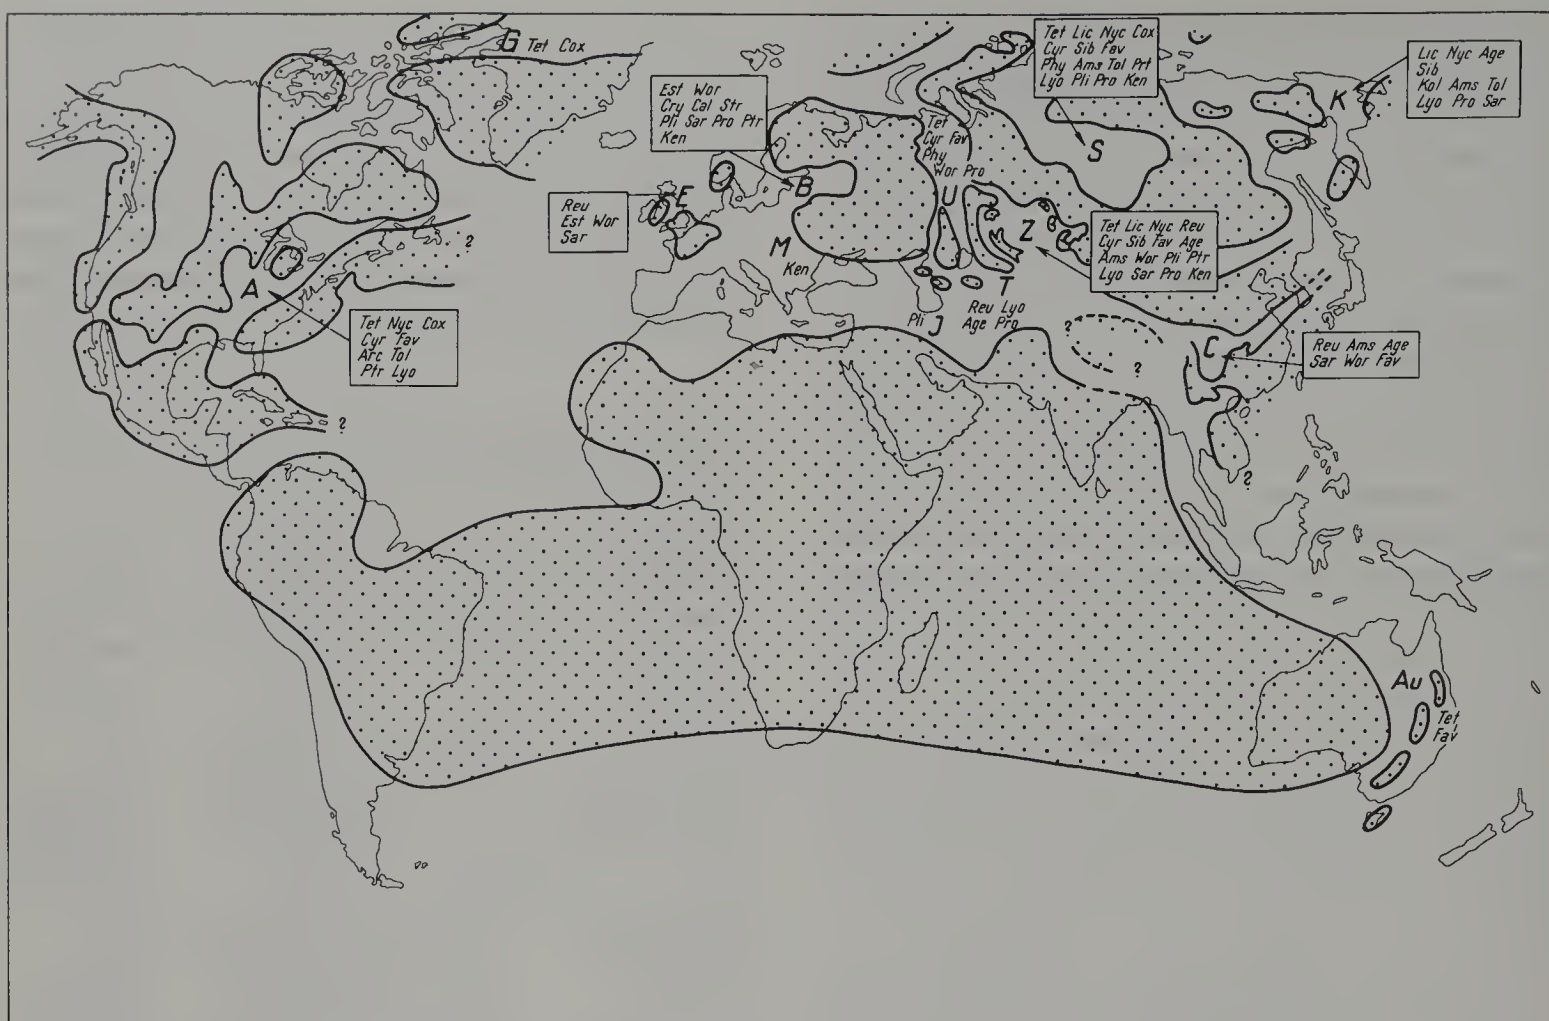 G Tet Cox
Tet Lic Nyc Cox
Cyr Sib Fav
Phy Ams Tol Prt
Lyo Pli Pro Ken
S
Lic Nyc Age
Sib
Kol Ams Tol
Lyo Pro Sar
K
Est Wor
Cry Cal Str
Pli Sar Pro Ptr
Ken
B
Tet
Cyr Fav
Phy
Wor Pro
U
Reu
Est Wor
Sar
E
M
Ken
Z
Tet Lic Nyc Reu
Cyr Sib Fav Age
Ams Wor Pli Ptr
Lyo Sar Pro Ken
T
Reu Lyo
Age Pro
Pli J
?
A
Tet Nyc Cox
Cyr Fav
Arc Tol
Ptr Lyo
?
?
C
Reu Ams Age
Sar Wor Fav
?
?
Au
Tet
Fav